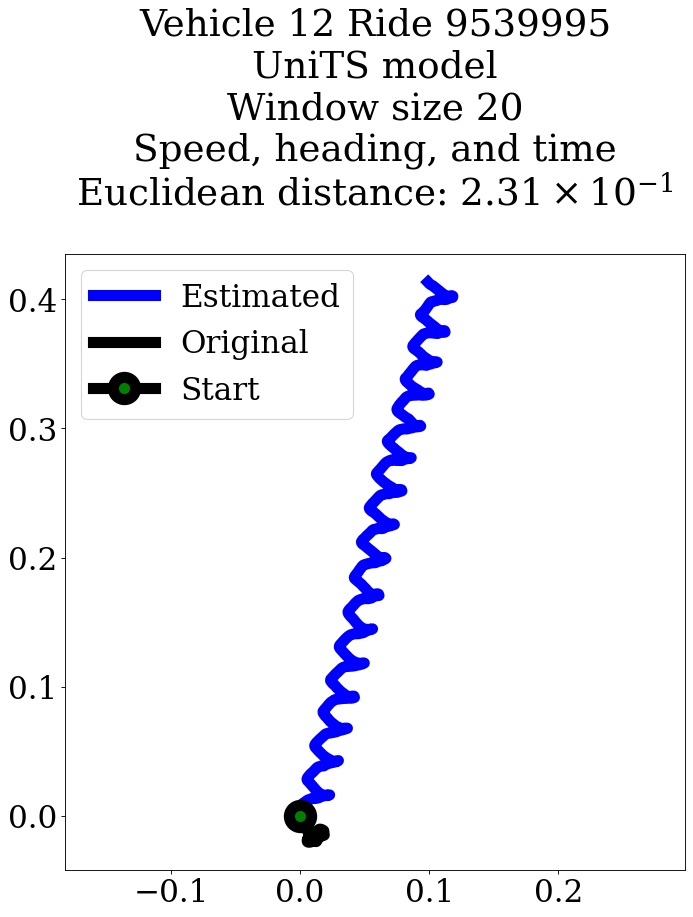 Vehicle 12 Ride 9539995
UniTS model
Window size 20
Speed, heading, and time
Euclidean distance: 2.31 × 10⁻¹
Estimated
Original
Start
0.4
0.3
0.2
0.1
0.0
−0.1 0.0 0.1 0.2